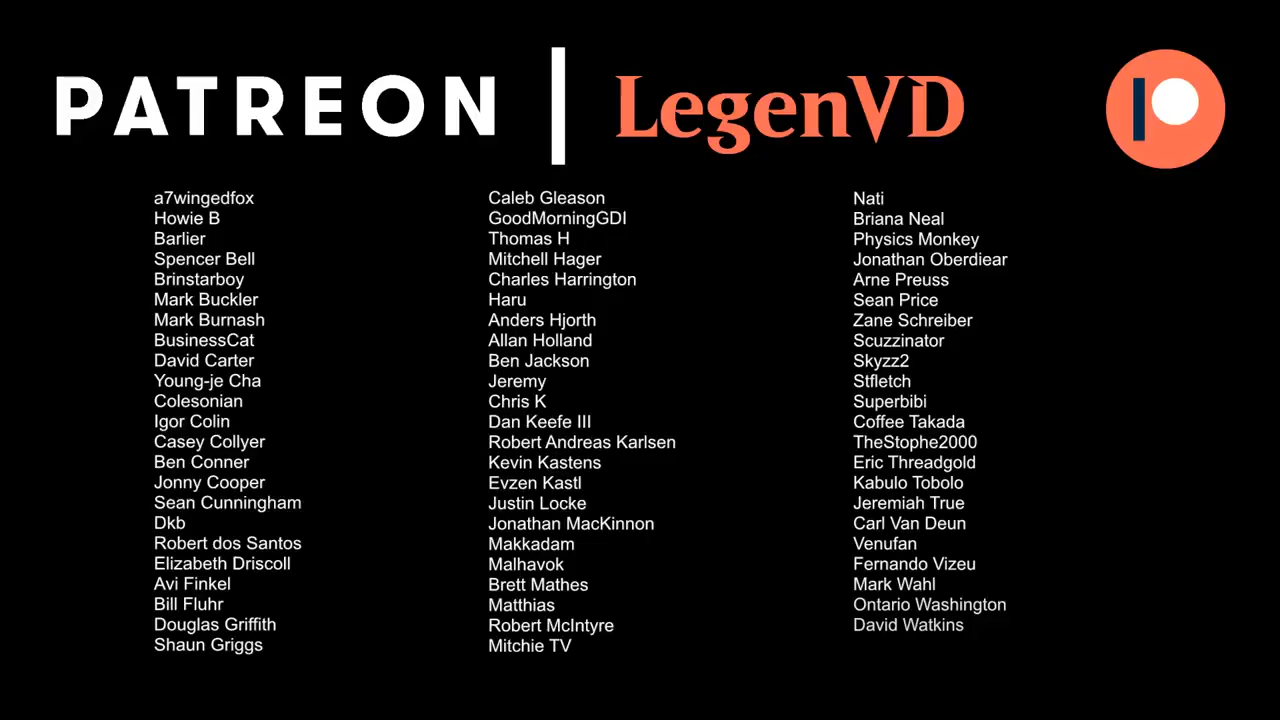 PATREON | LegenVD
a7wingedfox
Howie B
Barlier
Spencer Bell
Brinstarboy
Mark Buckler
Mark Burnash
BusinessCat
David Carter
Young-je Cha
Colesonian
Igor Colin
Casey Collyer
Ben Conner
Jonny Cooper
Sean Cunningham
Dkb
Robert dos Santos
Elizabeth Driscoll
Avi Finkel
Bill Fluhr
Douglas Griffith
Shaun Griggs
Caleb Gleason
GoodMorningGDI
Thomas H
Mitchell Hager
Charles Harrington
Haru
Anders Hjorth
Allan Holland
Ben Jackson
Jeremy
Chris K
Dan Keefe III
Robert Andreas Karlsen
Kevin Kastens
Evzen Kastl
Justin Locke
Jonathan MacKinnon
Makkadam
Malhavok
Brett Mathes
Matthias
Robert McIntyre
Mitchie TV
Nati
Briana Neal
Physics Monkey
Jonathan Oberdiear
Arne Preuss
Sean Price
Zane Schreiber
Scuzzinator
Skyzz2
Stfletch
Superbibi
Coffee Takada
TheStophe2000
Eric Threadgold
Kabulo Tobolo
Jeremiah True
Carl Van Deun
Venufan
Fernando Vizeu
Mark Wahl
Ontario Washington
David Watkins